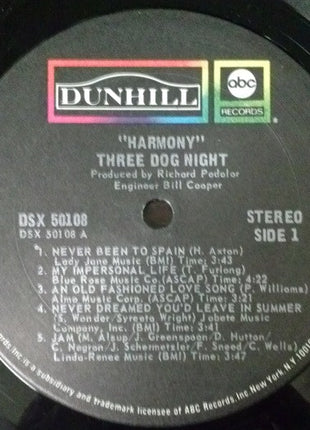 DUNHILL
abc
RECORDS
"HARMONY"
THREE DOG NIGHT
Produced by Richard Podolor
Engineer Bill Cooper
DSX 50108
STEREO
DSX 50108 A
SIDE 1
1. NEVER BEEN TO SPAIN (H. Axton)
Lady Jane Music (BMI) Time: 3:43
2. MY IMPERSONAL LIFE (T. Furlong)
Blue Rose Music Co (ASCAP) Time: 4:22
3. AN OLD FASHIONED LOVE SONG (P. Williams)
Almo Music Corp. (ASCAP) Time: 3:21
4. NEVER DREAMED YOU'D LEAVE IN SUMMER
(S. Wonder / Syreeta Wright) Jobete Music
Company, Inc. (BMI) Time: 3:40
5. JAM (M. Alsup / J. Greenspoon / D. Hutton /
C. Negron / J. Schermetzler / F. Sneed / C. Wells)
Linda-Renee Music (BMI) Time: 3:47
Records, Inc. is a subsidiary and trademark licensee of ABC Records, Inc. New York, N.Y. 10019